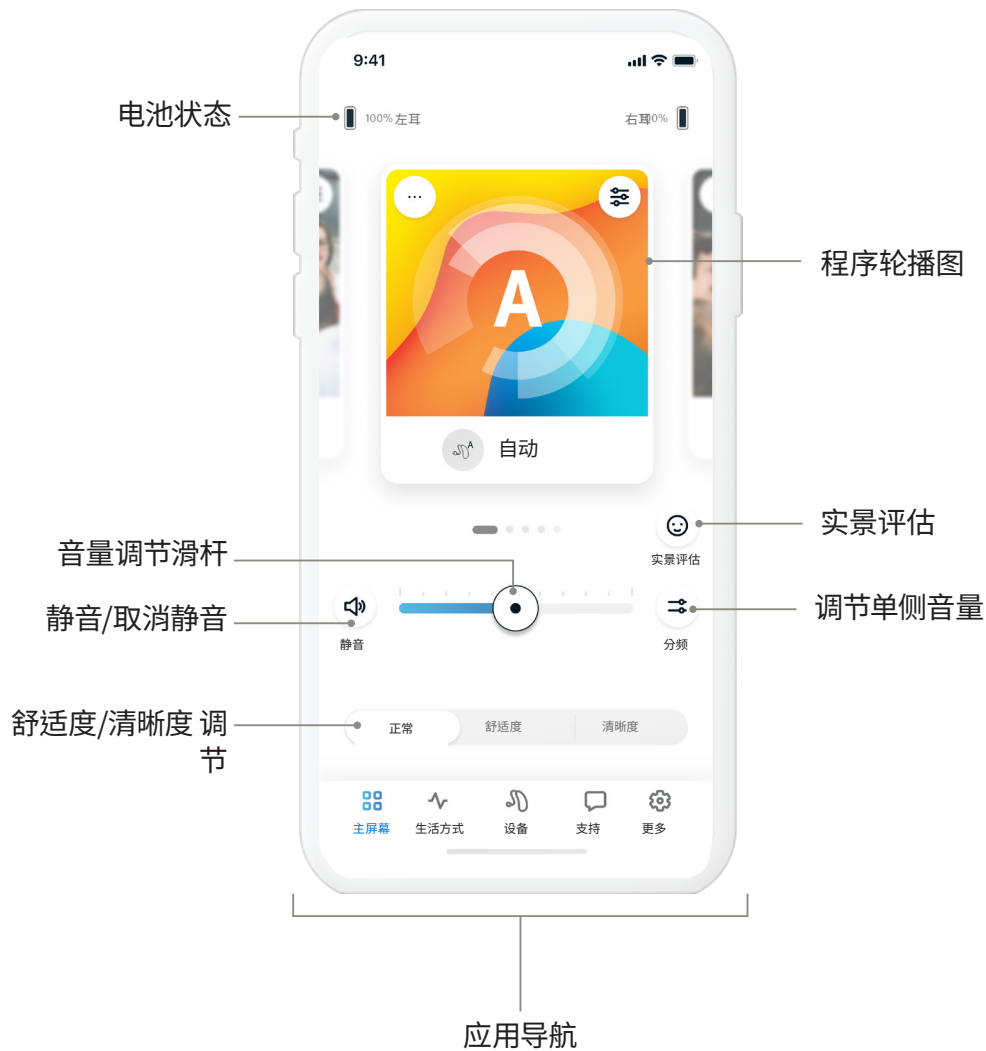 9:41
电池状态
100% 左耳
右耳100%
A
程序轮播图
A
自动
实景评估
实景评估
音量调节滑杆
静音/取消静音
调节单侧音量
静音
分频
舒适度/清晰度 调
节
正常
舒适度
清晰度
主屏幕
生活方式
设备
支持
更多
应用导航